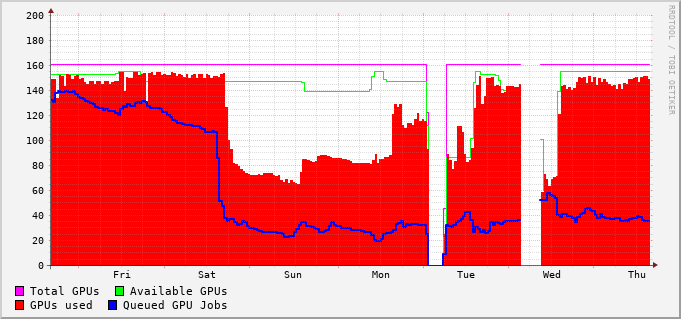 200
180
160
140
120
100
80
60
40
20
0
Fri Sat Sun Mon Tue Wed Thu
Total GPUs Available GPUs
GPUs used Queued GPU Jobs
RRDTOOL / TOBI OETIKER